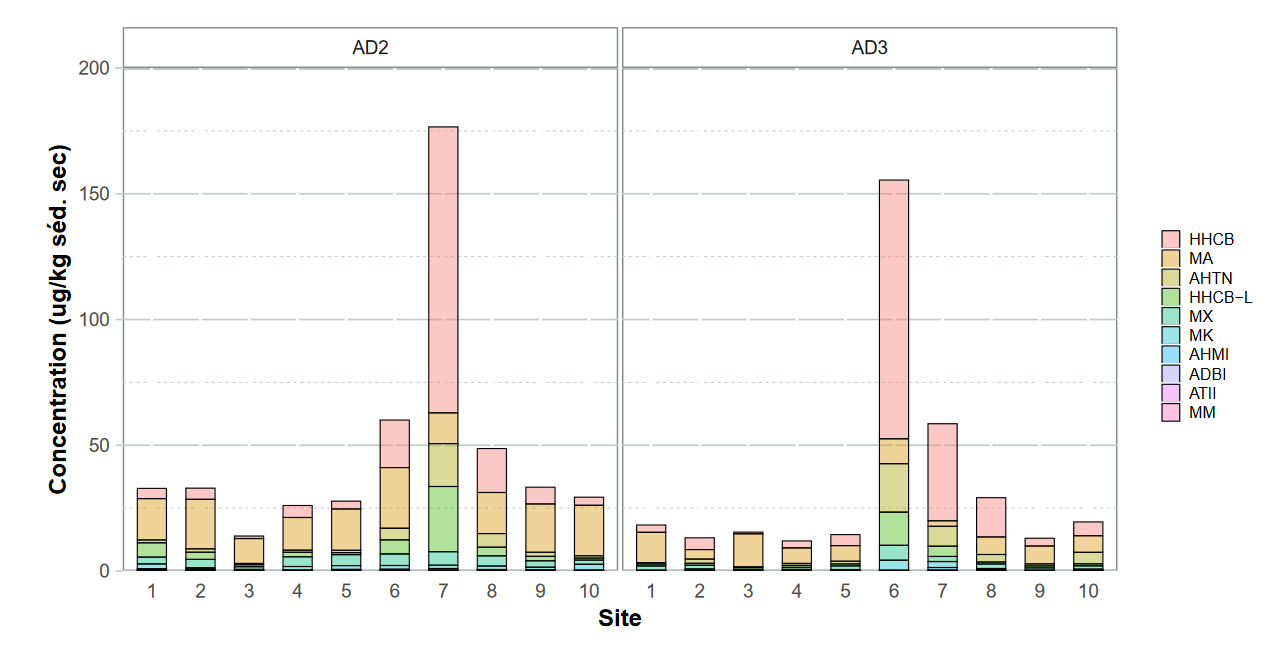 AD2
AD3
200
150
100
50
0
Concentration (ug/kg séd. sec)
1 2 3 4 5 6 7 8 9 10
1 2 3 4 5 6 7 8 9 10
Site
HHCB
MA
AHTN
HHCB−L
MX
MK
AHMI
ADBI
ATII
MM